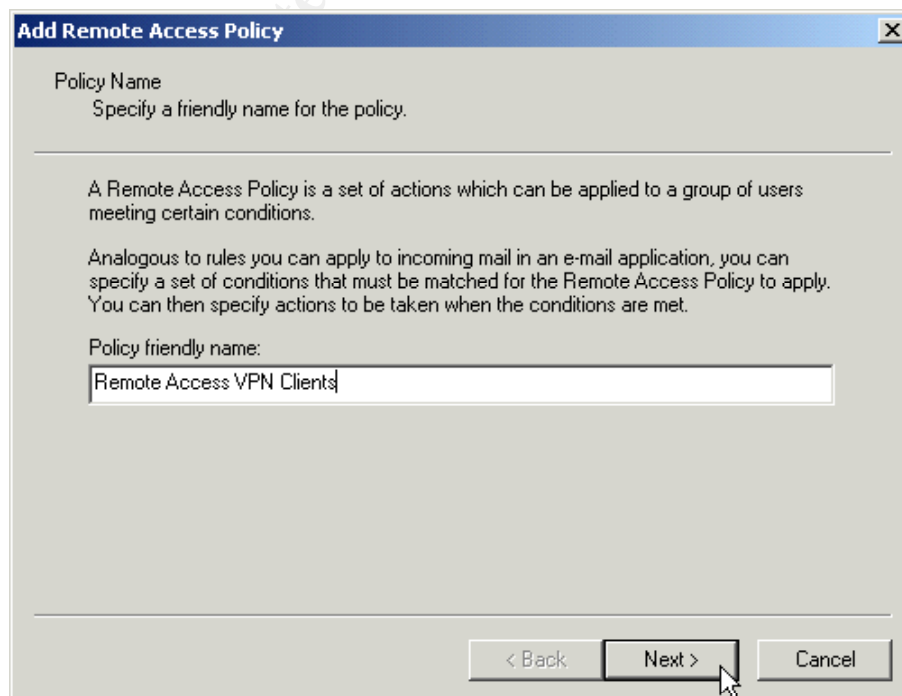 Add Remote Access Policy
Policy Name
Specify a friendly name for the policy.
A Remote Access Policy is a set of actions which can be applied to a group of users
meeting certain conditions.
Analogous to rules you can apply to incoming mail in an e-mail application, you can
specify a set of conditions that must be matched for the Remote Access Policy to apply.
You can then specify actions to be taken when the conditions are met.
Policy friendly name:
Remote Access VPN Clients
< Back
Next >
Cancel